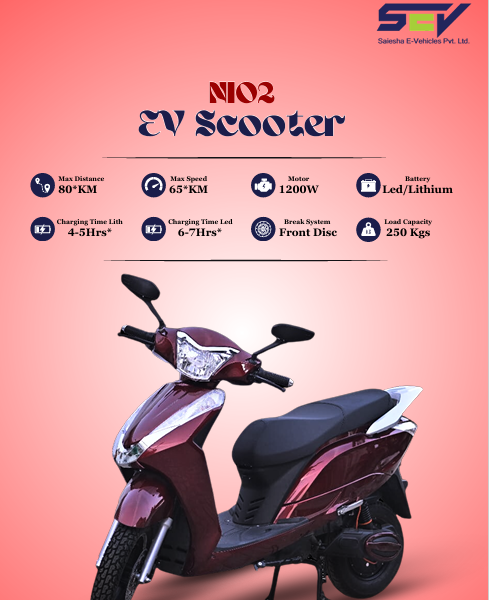 SEV
Saiesha E-Vehicles Pvt. Ltd.
NIO2
EV Scooter
Max Distance
80*KM
Max Speed
65*KM
Motor
1200W
Battery
Led/Lithium
Charging Time Lith
4-5Hrs*
Charging Time Led
6-7Hrs*
Break System
Front Disc
Load Capacity
250 Kgs